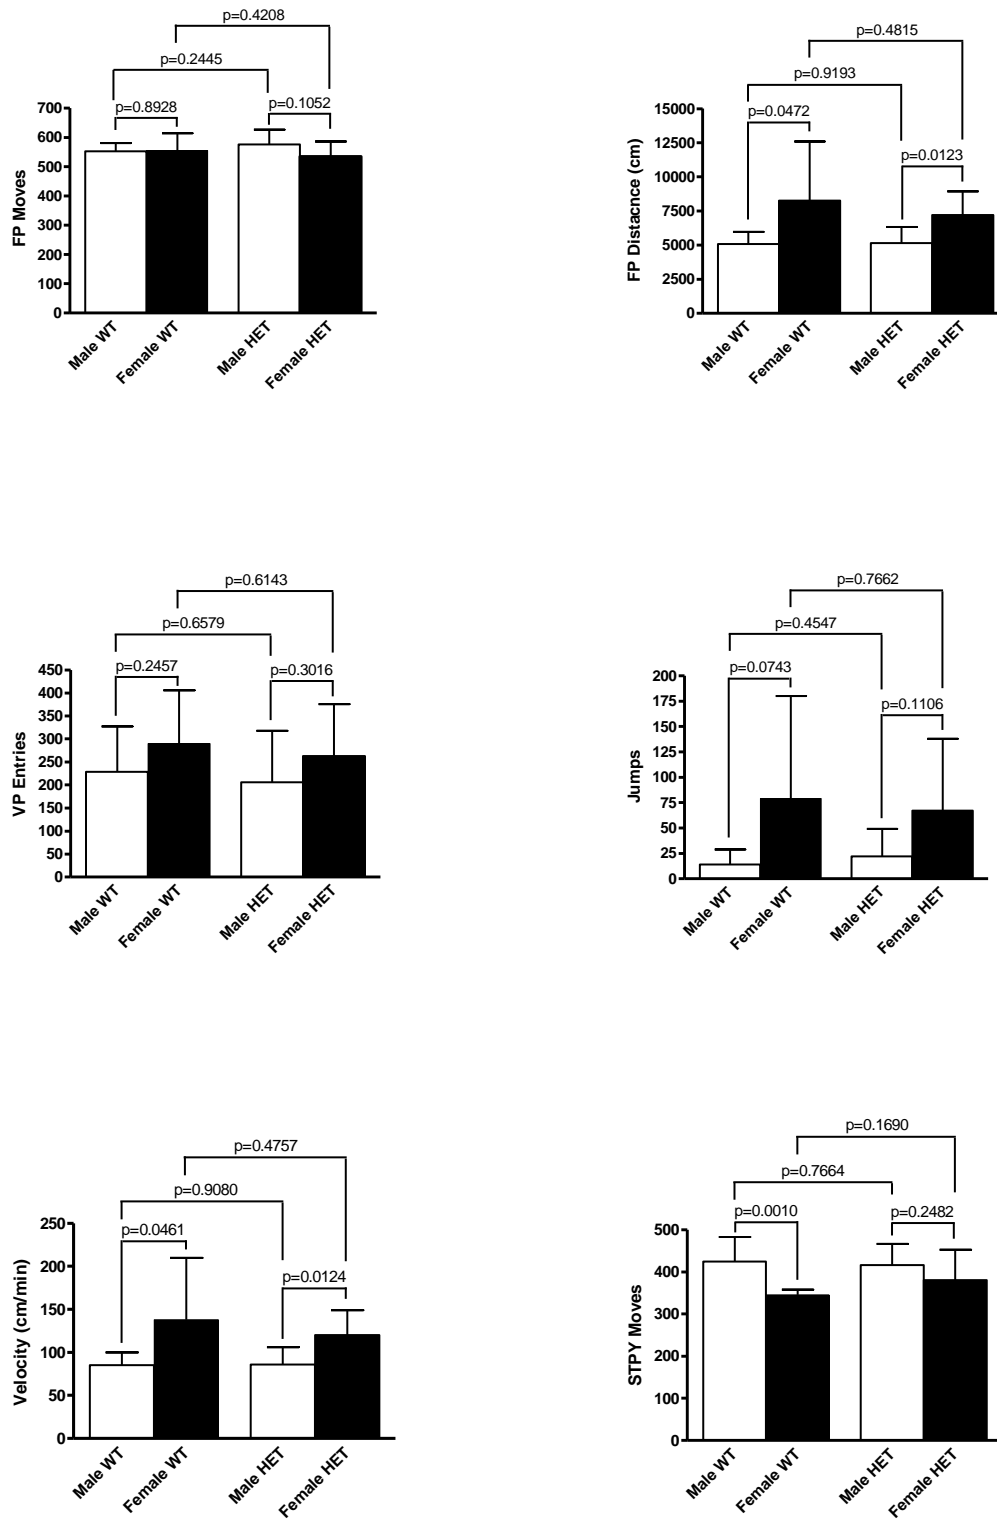 p=0.4208
p=0.2445
p=0.8928
p=0.1052
700
600
500
400
300
200
100
0
FP Moves
Male WT
Female WT
Male HET
Female HET
p=0.4815
p=0.9193
p=0.0472
p=0.0123
15000
12500
10000
7500
5000
2500
0
FP Distacnce (cm)
Male WT
Female WT
Male HET
Female HET
p=0.6143
p=0.6579
p=0.2457
p=0.3016
450
400
350
300
250
200
150
100
50
0
VP Entries
Male WT
Female WT
Male HET
Female HET
p=0.7662
p=0.4547
p=0.0743
p=0.1106
200
175
150
125
100
75
50
25
0
Jumps
Male WT
Female WT
Male HET
Female HET
p=0.4757
p=0.9080
p=0.0461
p=0.0124
250
200
150
100
50
0
Velocity (cm/min)
Male WT
Female WT
Male HET
Female HET
p=0.1690
p=0.7664
p=0.0010
p=0.2482
500
400
300
200
100
0
STPY Moves
Male WT
Female WT
Male HET
Female HET